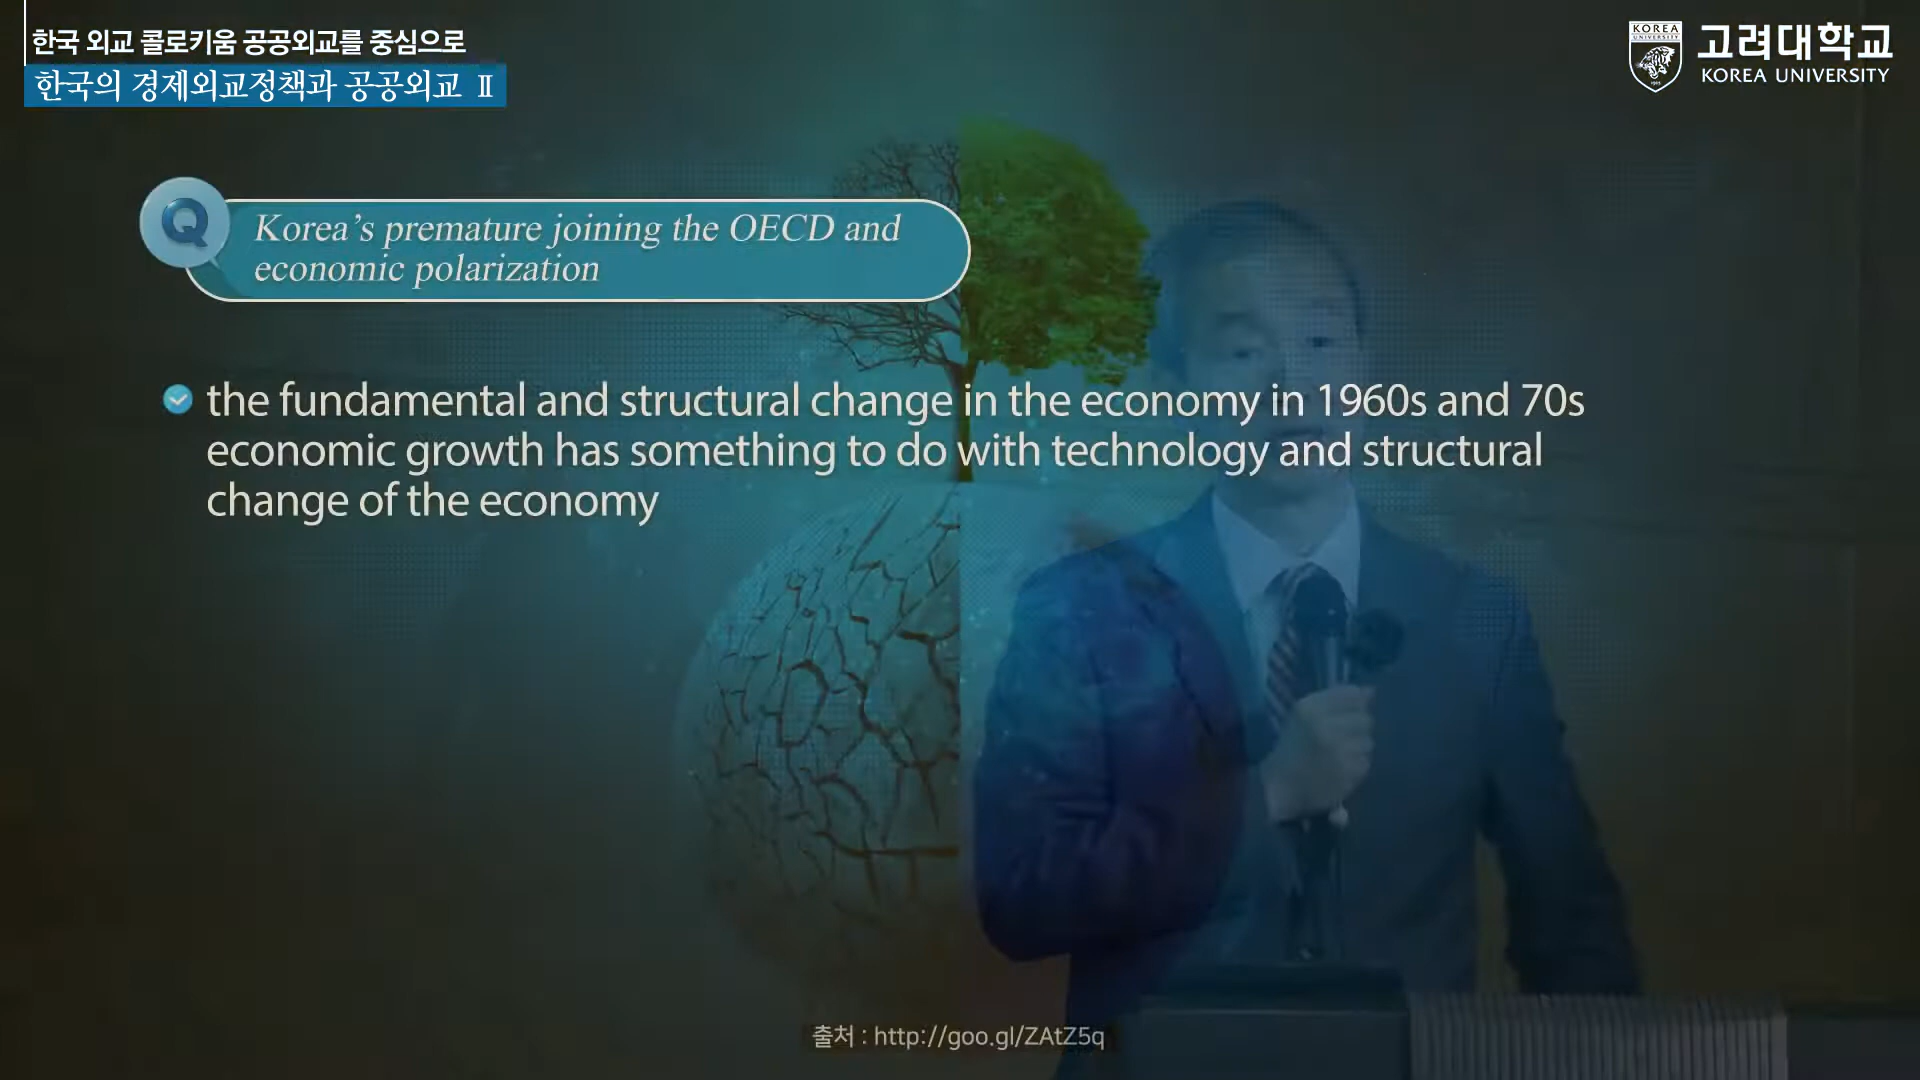 한국 외교 콜로키움 공공외교를 중심으로
한국의 경제외교정책과 공공외교 Ⅱ
KOREA
UNIVERSITY
고려대학교
KOREA UNIVERSITY
Q
Korea's premature joining the OECD and
economic polarization
the fundamental and structural change in the economy in 1960s and 70s
economic growth has something to do with technology and structural
change of the economy
출처 : http://goo.gl/ZAtZ5q